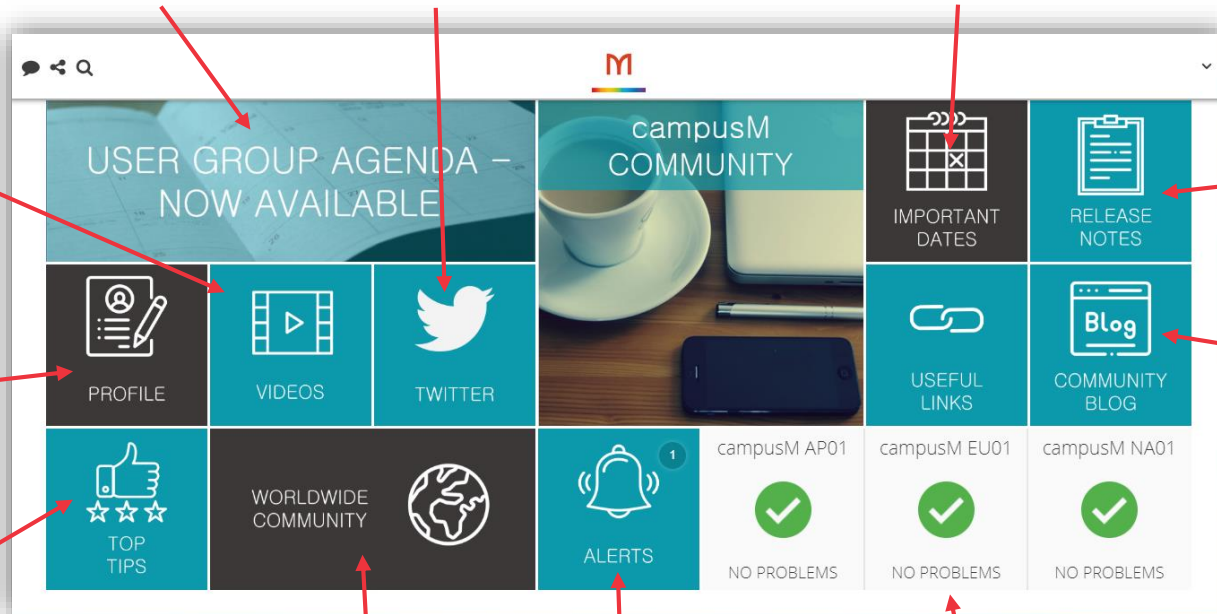 M
USER GROUP AGENDA –
NOW AVAILABLE
campusM
COMMUNITY
IMPORTANT
DATES
RELEASE
NOTES
PROFILE
VIDEOS
TWITTER
USEFUL
LINKS
Blog
COMMUNITY
BLOG
TOP
TIPS
WORLDWIDE
COMMUNITY
1
ALERTS
campusM AP01
NO PROBLEMS
campusM EU01
NO PROBLEMS
campusM NA01
NO PROBLEMS